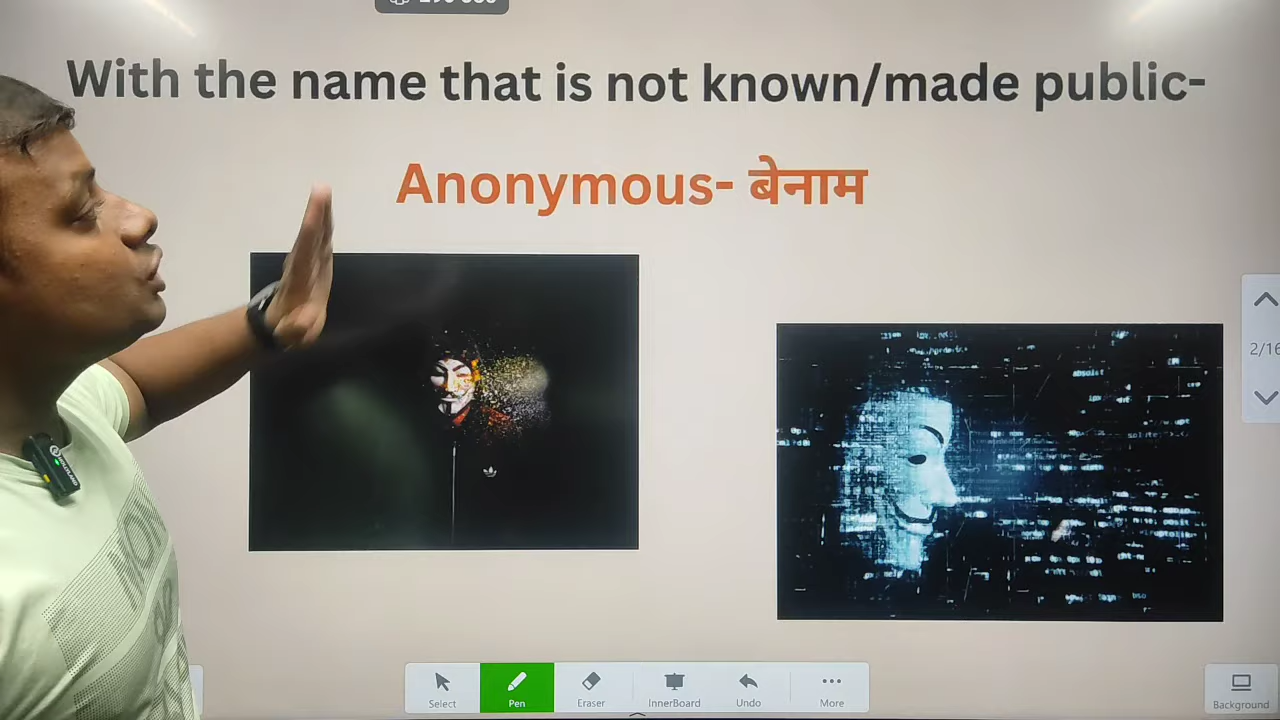 With the name that is not known/made public-
Anonymous- बेनाम
2/16
Select
Pen
Eraser
InnerBoard
Undo
More
Background